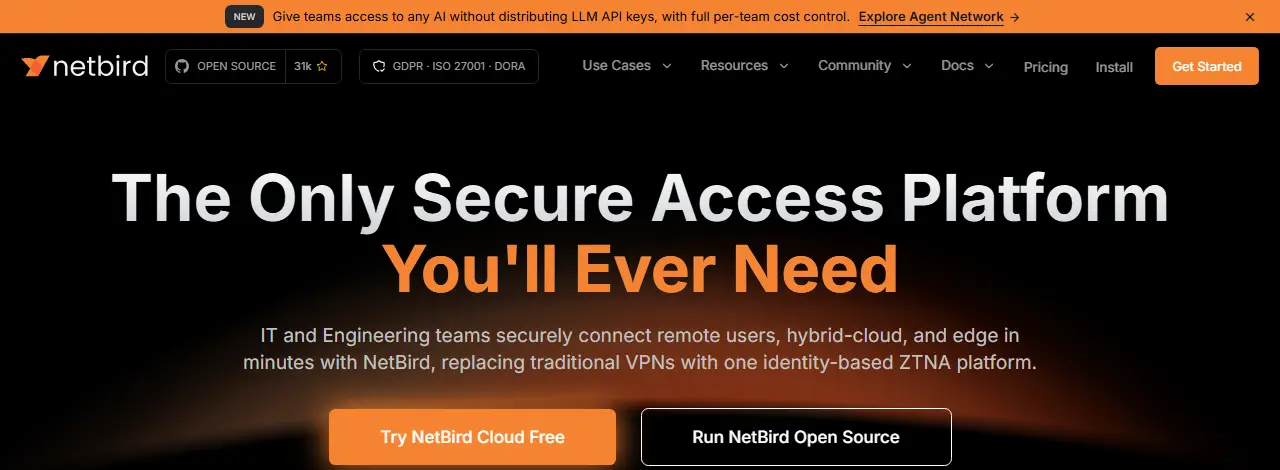 NEW Give teams access to any AI without distributing LLM API keys, with full per-team cost control. Explore Agent Network →
netbird OPEN SOURCE 31k GDPR · ISO 27001 · DORA Use Cases Resources Community Docs Pricing Install Get Started
The Only Secure Access Platform
You'll Ever Need
IT and Engineering teams securely connect remote users, hybrid-cloud, and edge in
minutes with NetBird, replacing traditional VPNs with one identity-based ZTNA platform.
Try NetBird Cloud Free Run NetBird Open Source